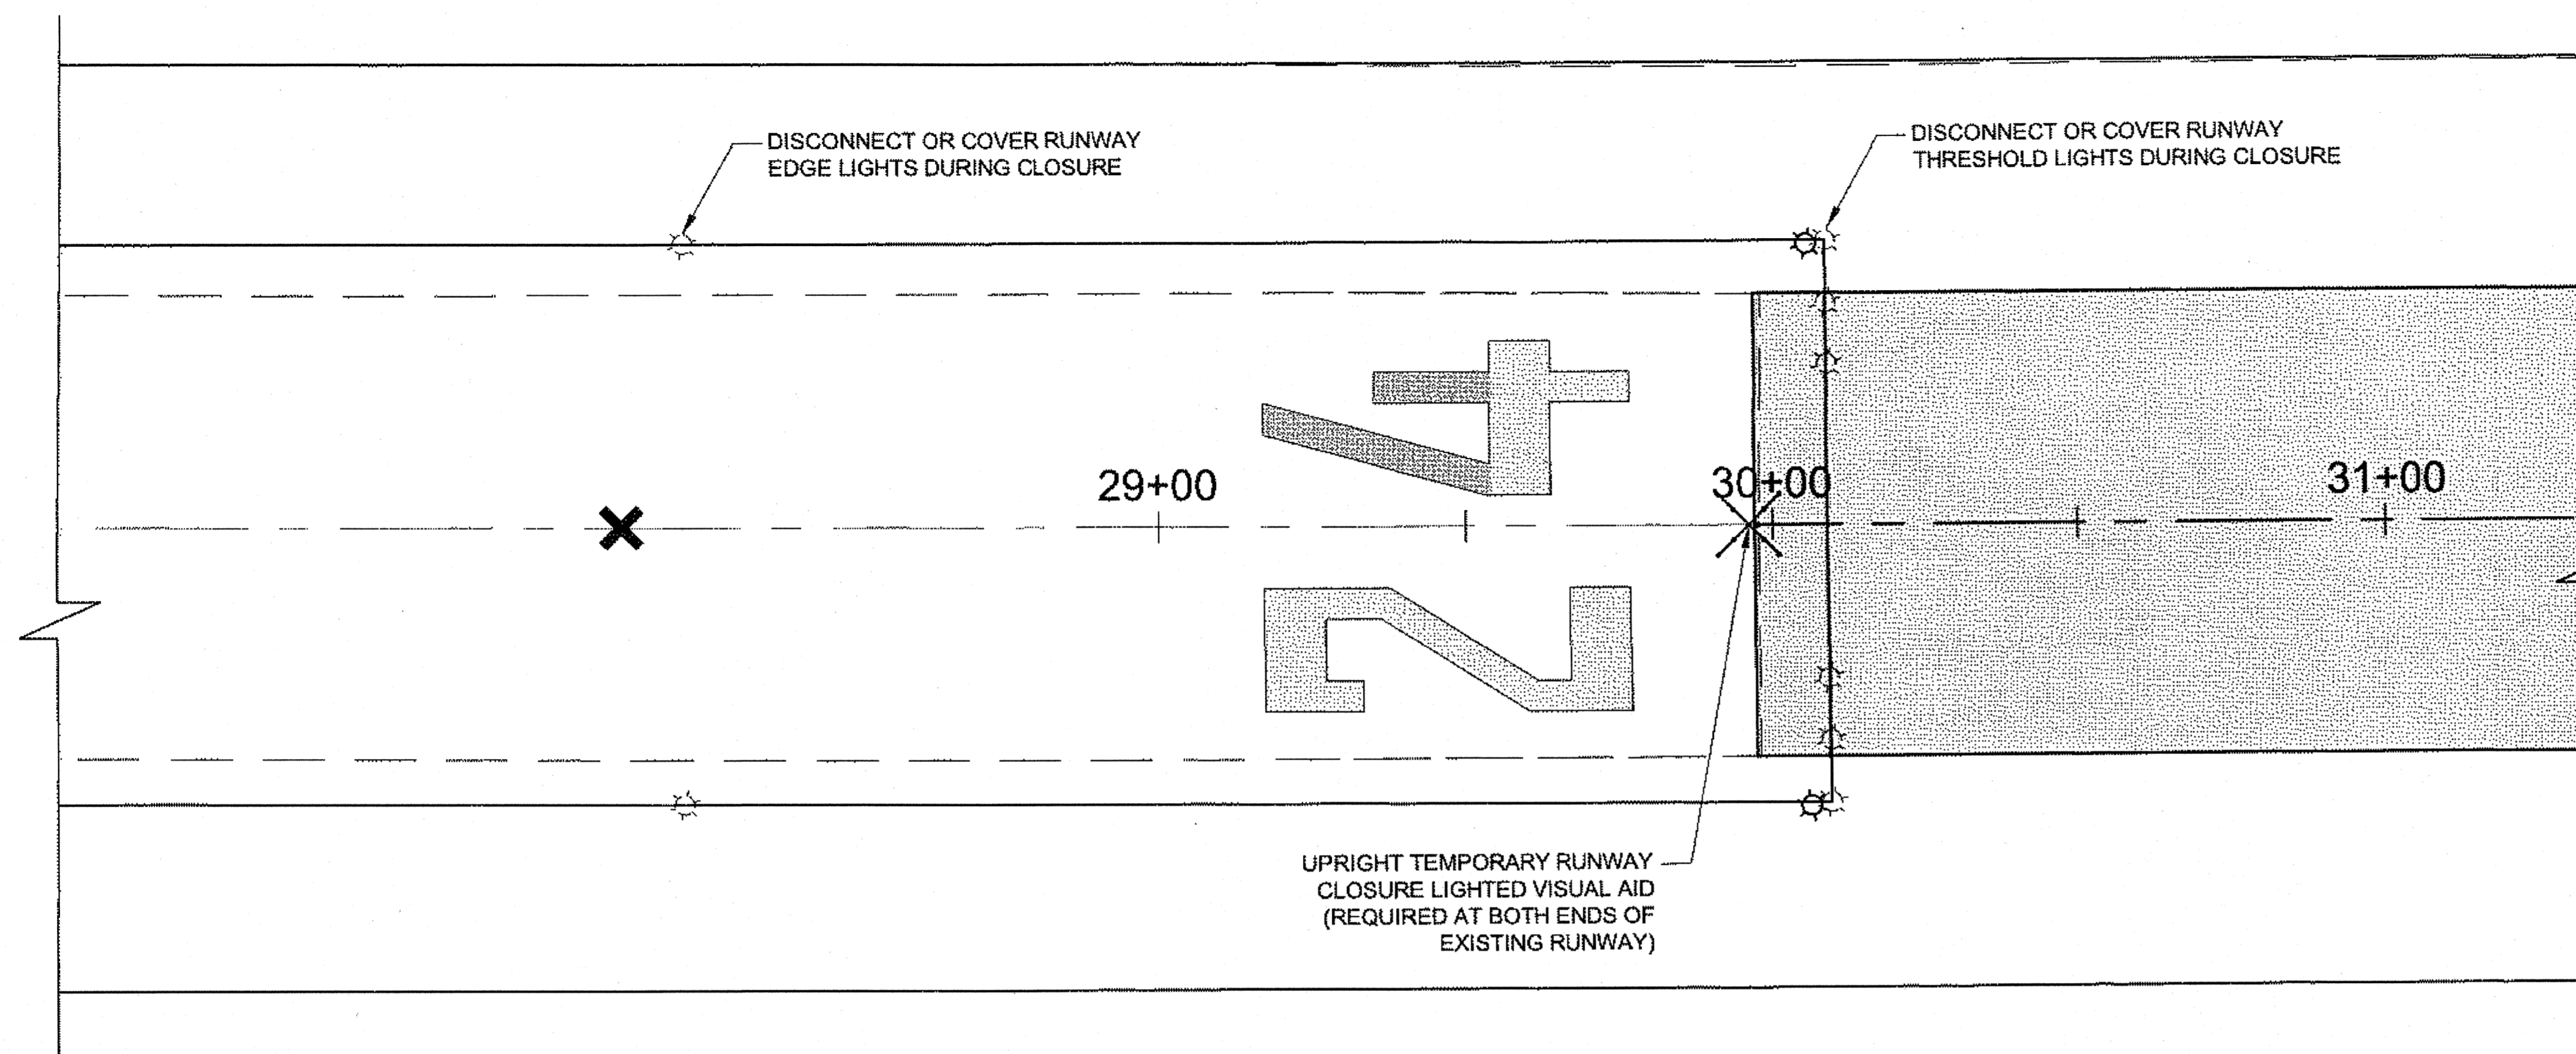 DISCONNECT OR COVER RUNWAY
EDGE LIGHTS DURING CLOSURE
DISCONNECT OR COVER RUNWAY
THRESHOLD LIGHTS DURING CLOSURE
29+00
30+00
31+00
24
UPRIGHT TEMPORARY RUNWAY
CLOSURE LIGHTED VISUAL AID
(REQUIRED AT BOTH ENDS OF
EXISTING RUNWAY)